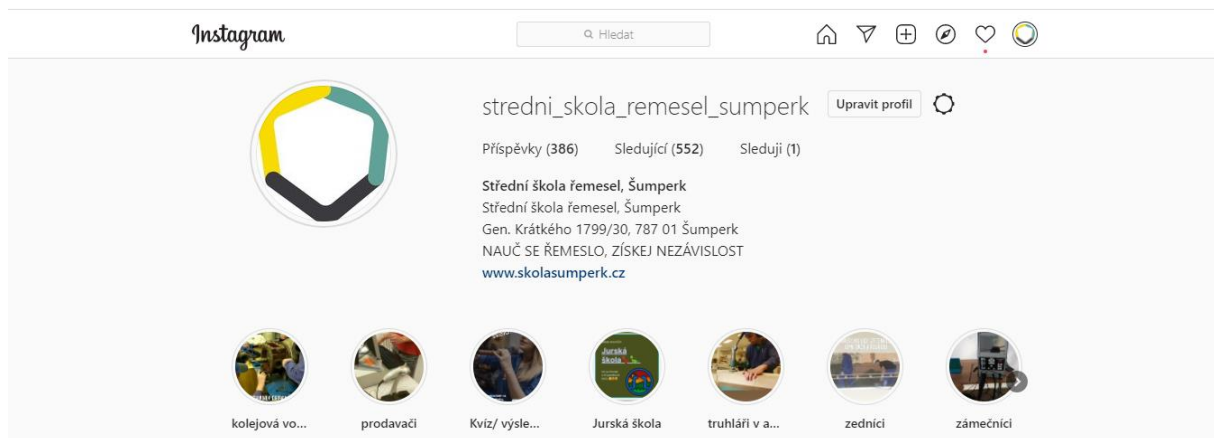 Instagram
Hledat
stredni_skola_remesel_sumperk Upravit profil
Příspěvky (386) Sledující (552) Sleduji (1)
Střední škola řemesel, Šumperk
Střední škola řemesel, Šumperk
Gen. Krátkého 1799/30, 787 01 Šumperk
NAUČ SE ŘEMESLO, ZÍSKEJ NEZÁVISLOST
www.skolasumperk.cz
Jurská
škola
kolejová vo... prodavači Kvíz/ výsle... Jurská škola truhláři v a... zedníci zámečníci